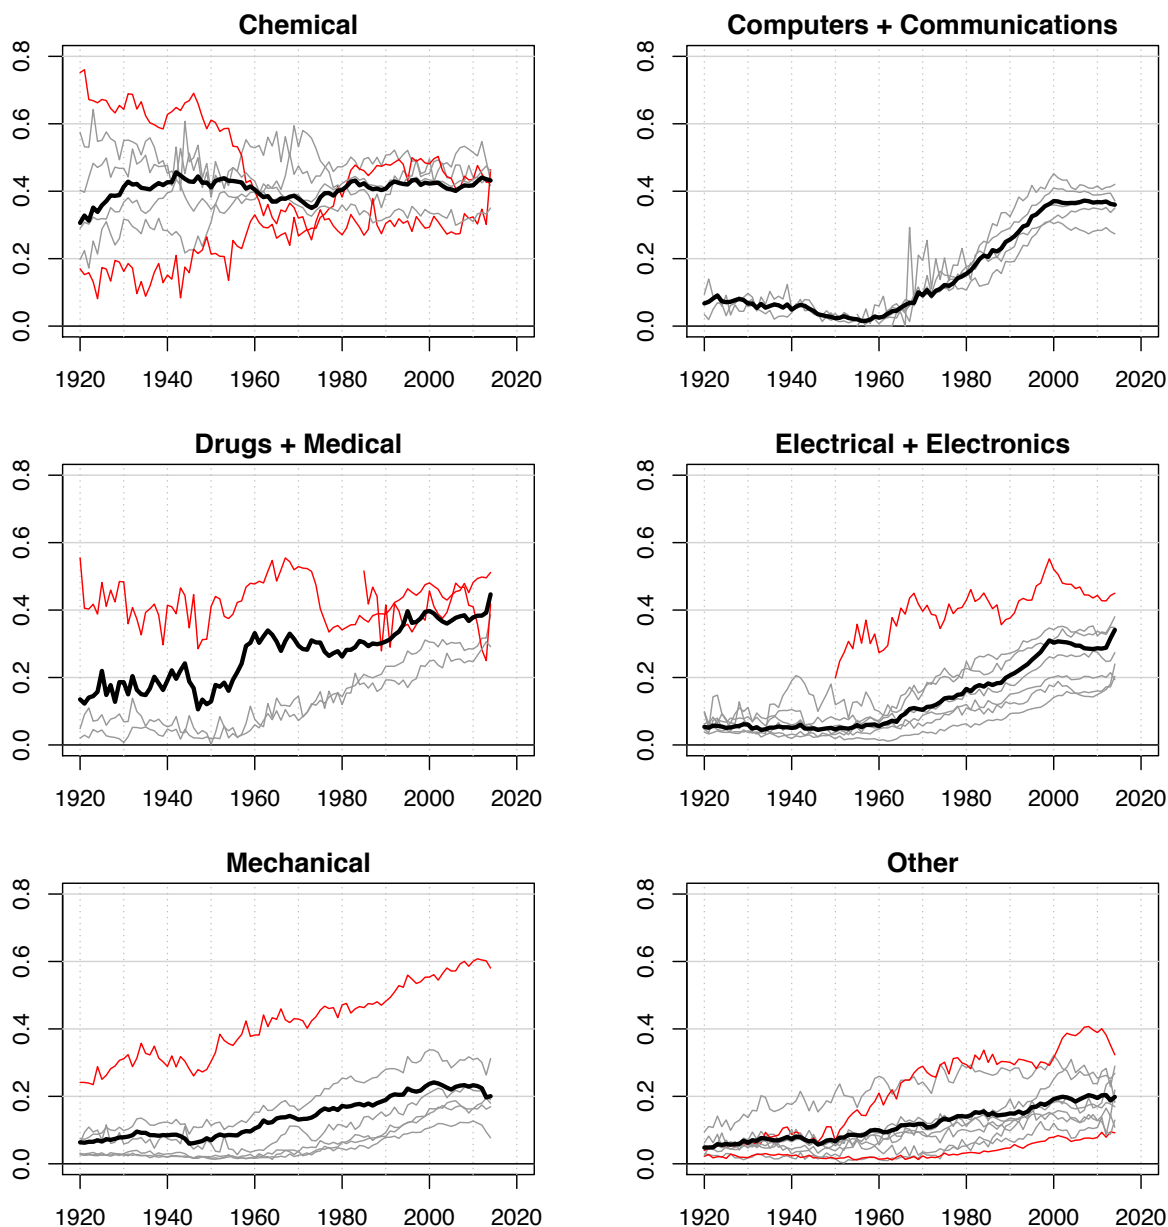 Chemical
Computers + Communications
0.0 0.2 0.4 0.6 0.8
0.0 0.2 0.4 0.6 0.8
1920 1940 1960 1980 2000 2020
1920 1940 1960 1980 2000 2020
Drugs + Medical
Electrical + Electronics
0.0 0.2 0.4 0.6 0.8
0.0 0.2 0.4 0.6 0.8
1920 1940 1960 1980 2000 2020
1920 1940 1960 1980 2000 2020
Mechanical
Other
0.0 0.2 0.4 0.6 0.8
0.0 0.2 0.4 0.6 0.8
1920 1940 1960 1980 2000 2020
1920 1940 1960 1980 2000 2020